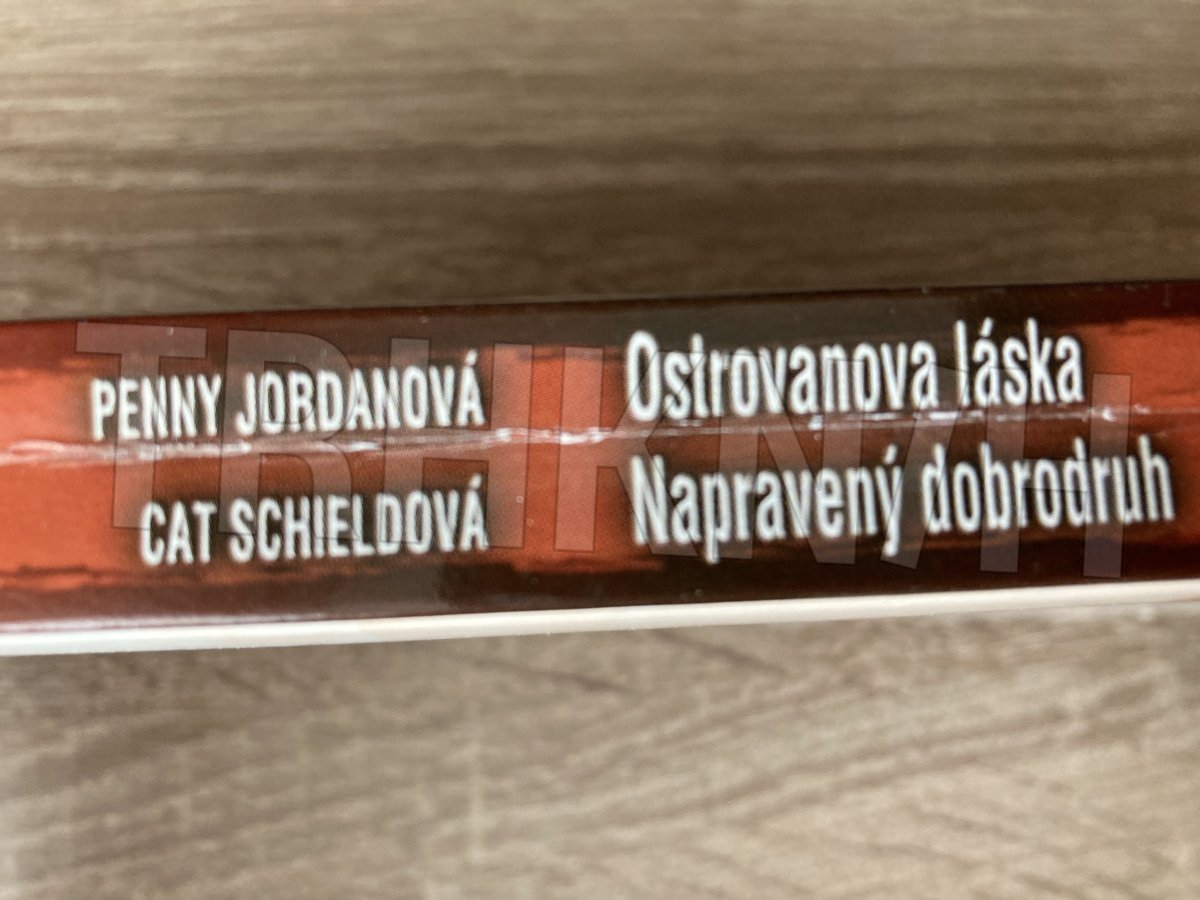 PENNY JORDANOVÁ Ostrovanova láska
CAT SCHIELDOVÁ Napravený dobrodruh
TRHKNIH